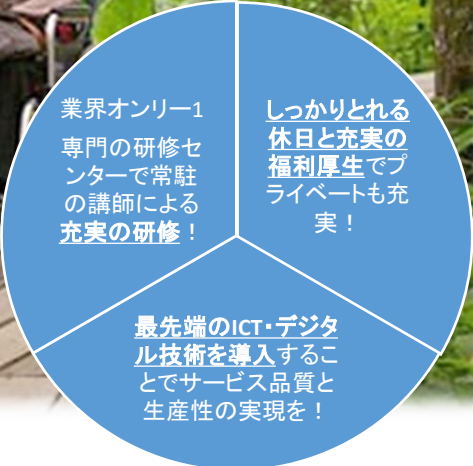 業界オンリー1
専門の研修セ
ンターで常駐
の講師による
充実の研修！
しっかりとれる
休日と充実の
福利厚生でプ
ライベートも充
実！
最先端のICT・デジタ
ル技術を導入するこ
とでサービス品質と
生産性の実現を！